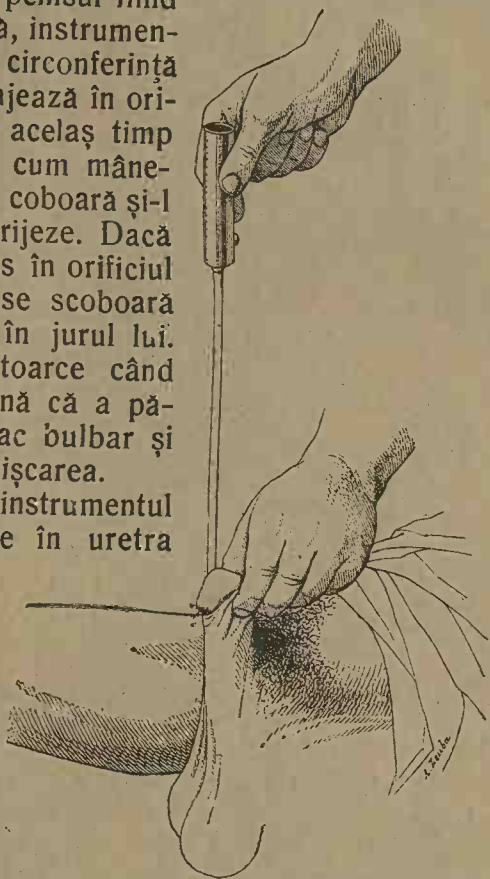 penisul fiind
a, instrumen-
circonferință
ajează în ori-
acelaș timp
cum mâne-
coboară și-l
rijeze. Dacă
s în orificiul
se scoboară
în jurul lui.
toarce când
nă că a pă-
ac bulbar și
ișcarea.
instrumentul
e în uretra